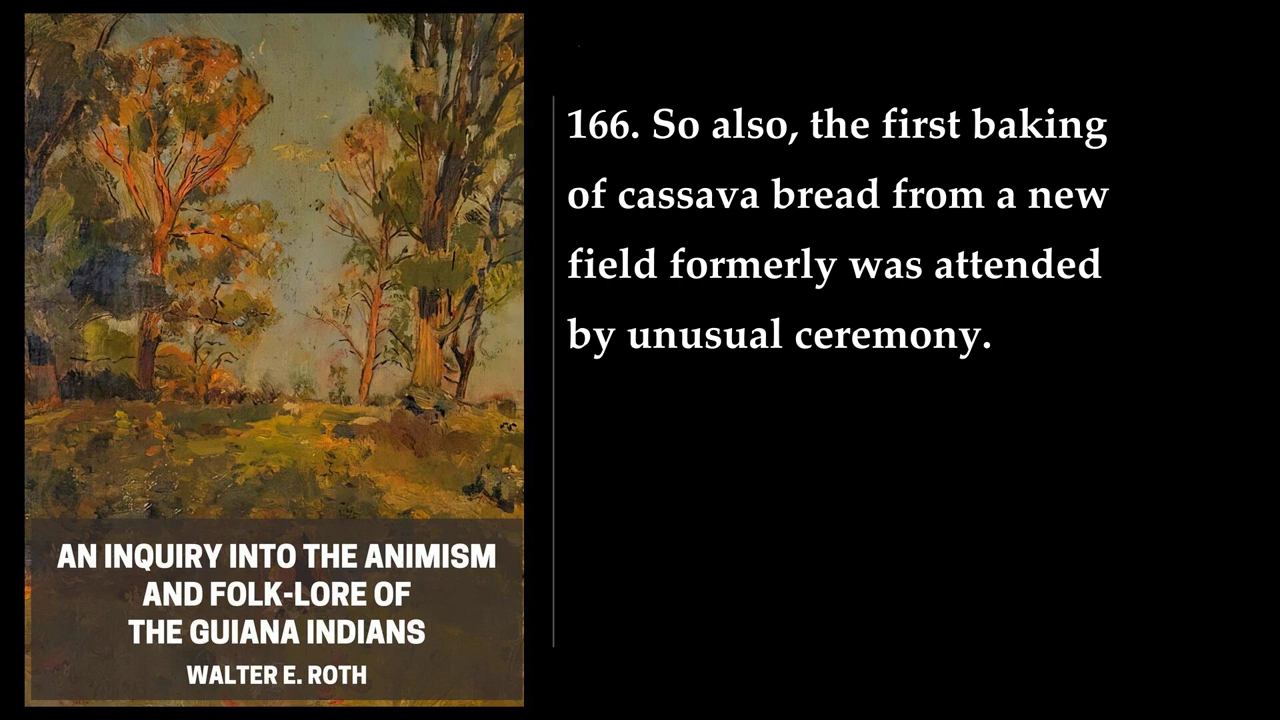 166. So also, the first baking
of cassava bread from a new
field formerly was attended
by unusual ceremony.
AN INQUIRY INTO THE ANIMISM
AND FOLK-LORE OF
THE GUIANA INDIANS
WALTER E. ROTH